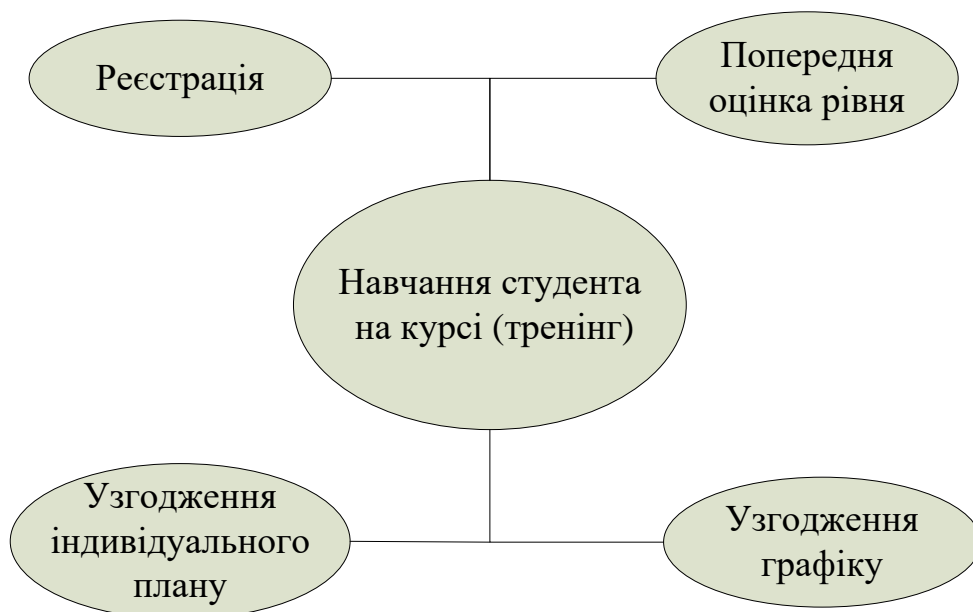 Реєстрація
Попередня
оцінка рівня
Навчання студента
на курсі (тренінг)
Узгодження
індивідуального
плану
Узгодження
графіку